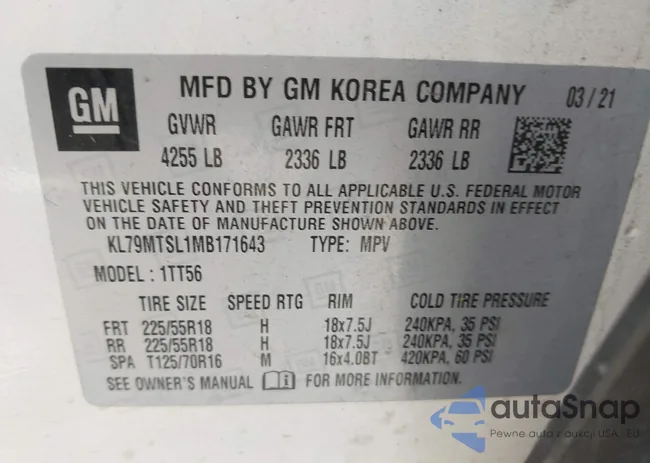 GM
MFD BY GM KOREA COMPANY 03/21
GVWR GAWR FRT GAWR RR
4255 LB 2336 LB 2336 LB
THIS VEHICLE CONFORMS TO ALL APPLICABLE U.S. FEDERAL MOTOR
VEHICLE SAFETY AND THEFT PREVENTION STANDARDS IN EFFECT
ON THE DATE OF MANUFACTURE SHOWN ABOVE.
KL79MTSL1MB171643 TYPE: MPV
MODEL : 1TT56
TIRE SIZE SPEED RTG RIM COLD TIRE PRESSURE
FRT 225/55R18 H 18x7.5J 240KPA, 35 PSI
RR 225/55R18 H 18x7.5J 240KPA, 35 PSI
SPA T125/70R16 M 16x4.0BT 420KPA, 60 PSI
SEE OWNER'S MANUAL FOR MORE INFORMATION.
autoSnap
Pewne auto z aukcji USA i EU